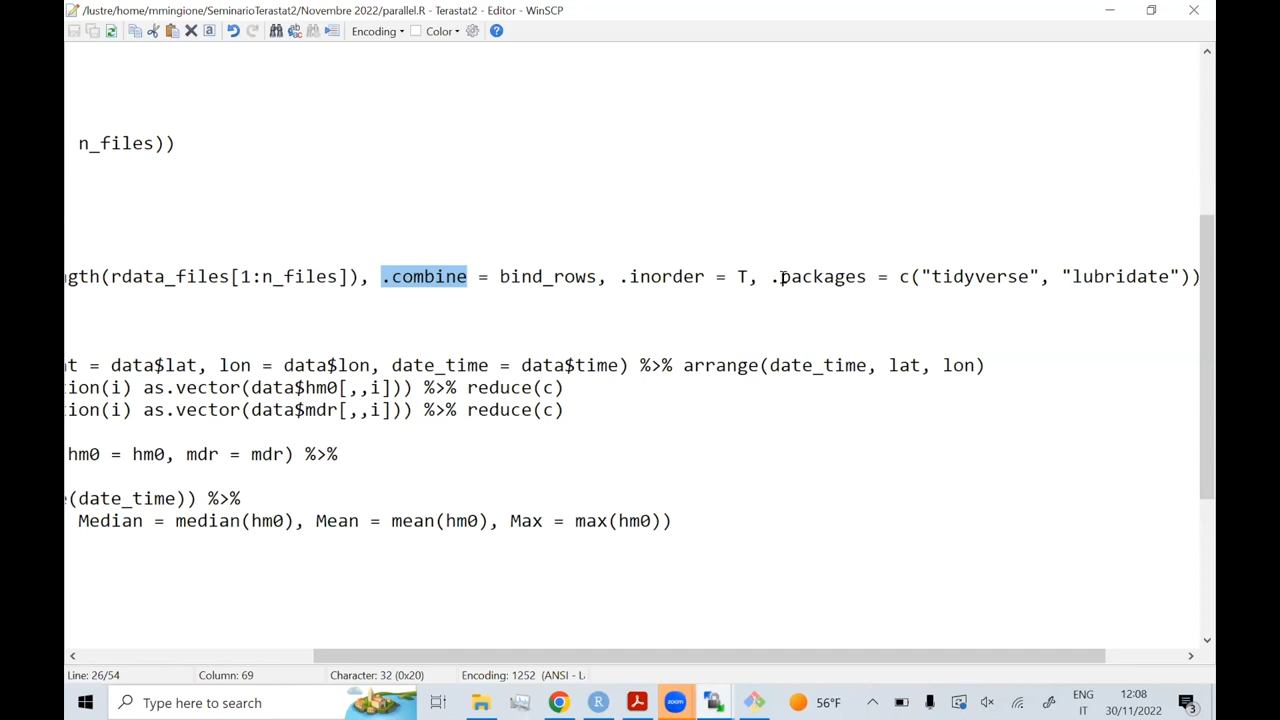 /lustre/home/mmingione/SeminarioTerastat2/Novembre 2022/parallel.R - Terastat2 - Editor - WinSCP
Encoding Color
n_files))
ngth(rdata_files[1:n_files]), .combine = bind_rows, .inorder = T, .packages = c("tidyverse", "lubridate"))
at = data$lat, lon = data$lon, date_time = data$time) %>% arrange(date_time, lat, lon)
tion(i) as.vector(data$hm0[,,i])) %>% reduce(c)
tion(i) as.vector(data$mdr[,,i])) %>% reduce(c)
hm0 = hm0, mdr = mdr) %>%
e(date_time)) %>%
Median = median(hm0), Mean = mean(hm0), Max = max(hm0))
Line: 26/54 Column: 69 Character: 32 (0x20) Encoding: 1252 (ANSI - L
Type here to search 56°F ENG 12:08
IT 30/11/2022 3